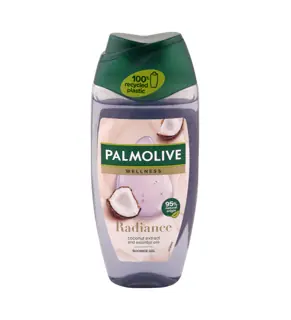 100%
recycled
plastic
PALMOLIVE
WELLNESS
Radiance
coconut extract
95%
SHOWER GEL